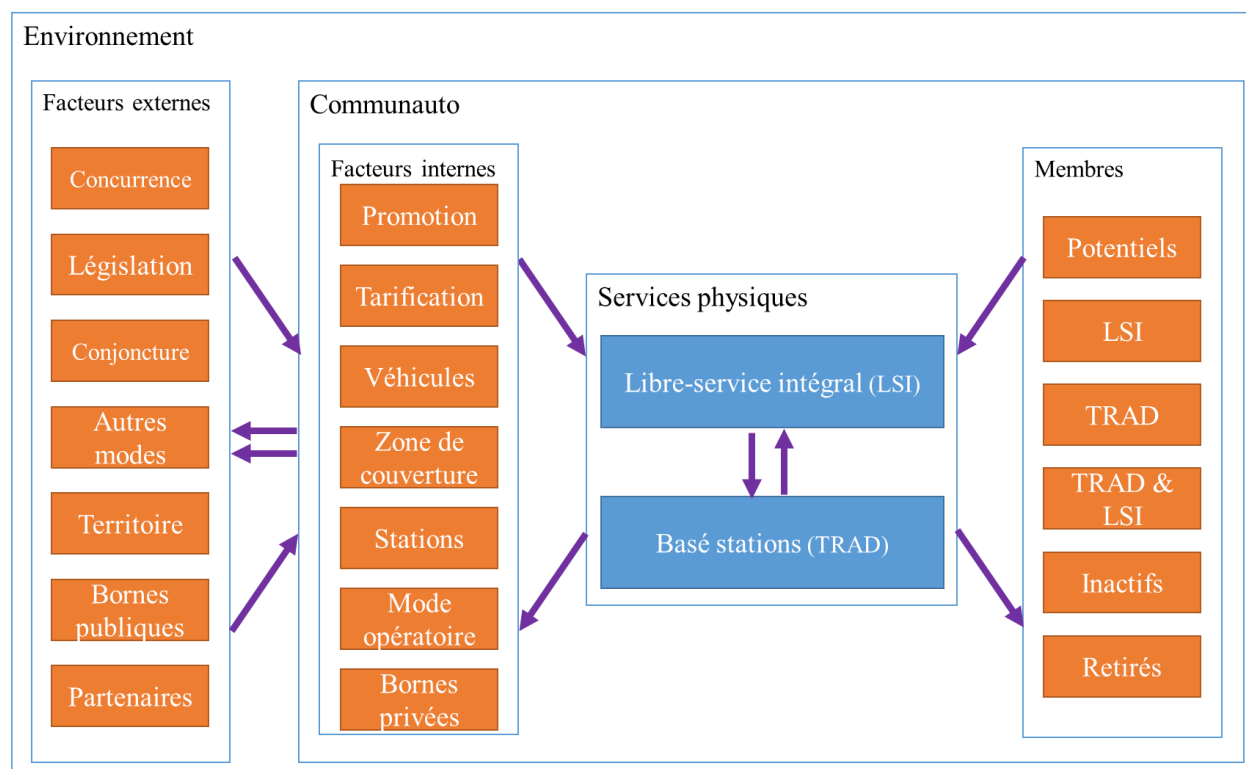 Environnement
Facteurs externes
Concurrence
Législation
Conjoncture
Autres
modes
Territoire
Bornes
publiques
Partenaires
Communauto
Facteurs internes
Promotion
Tarification
Véhicules
Zone de
couverture
Stations
Mode
opératoire
Bornes
privées
Services physiques
Libre-service intégral (LSI)
Basé stations (TRAD)
Membres
Potentiels
LSI
TRAD
TRAD &
LSI
Inactifs
Retirés